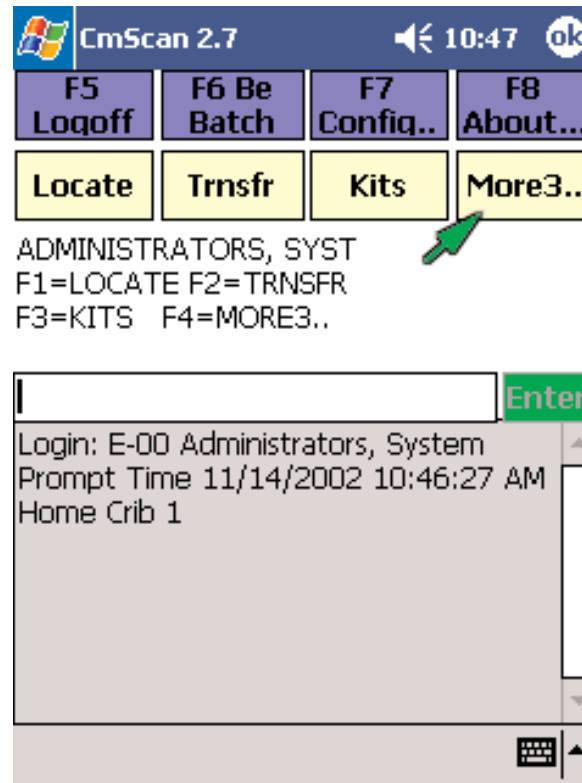 CmScan 2.7 10:47 ok
F5 F6 Be F7 F8
Logoff Batch Config.. About..
Locate Trnsfr Kits More3..
ADMINISTRATORS, SYST
F1=LOCATE F2=TRNSFR
F3=KITS F4=MORE3..
Enter
Login: E-00 Administrators, System
Prompt Time 11/14/2002 10:46:27 AM
Home Crib 1